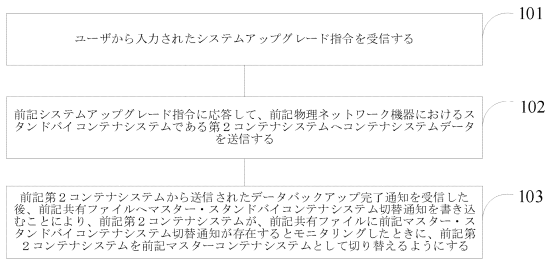 101
ユーザから入力されたシステムアップグレード指令を受信する
102
前記システムアップグレード指令に応答して、前記物理ネットワーク機器におけるス
タンドバイコンテナシステムである第２コンテナシステムへコンテナシステムデータ
を送信する
103
前記第２コンテナシステムから送信されたデータバックアップ完了通知を受信した
後、前記共有ファイルへマスター・スタンドバイコンテナシステム切替通知を書き込
むことにより、前記第２コンテナシステムが、前記共有ファイルに前記マスター・ス
タンドバイコンテナシステム切替通知が存在するとモニタリングしたときに、前記第
２コンテナシステムを前記マスターコンテナシステムとして切り替えるようにする